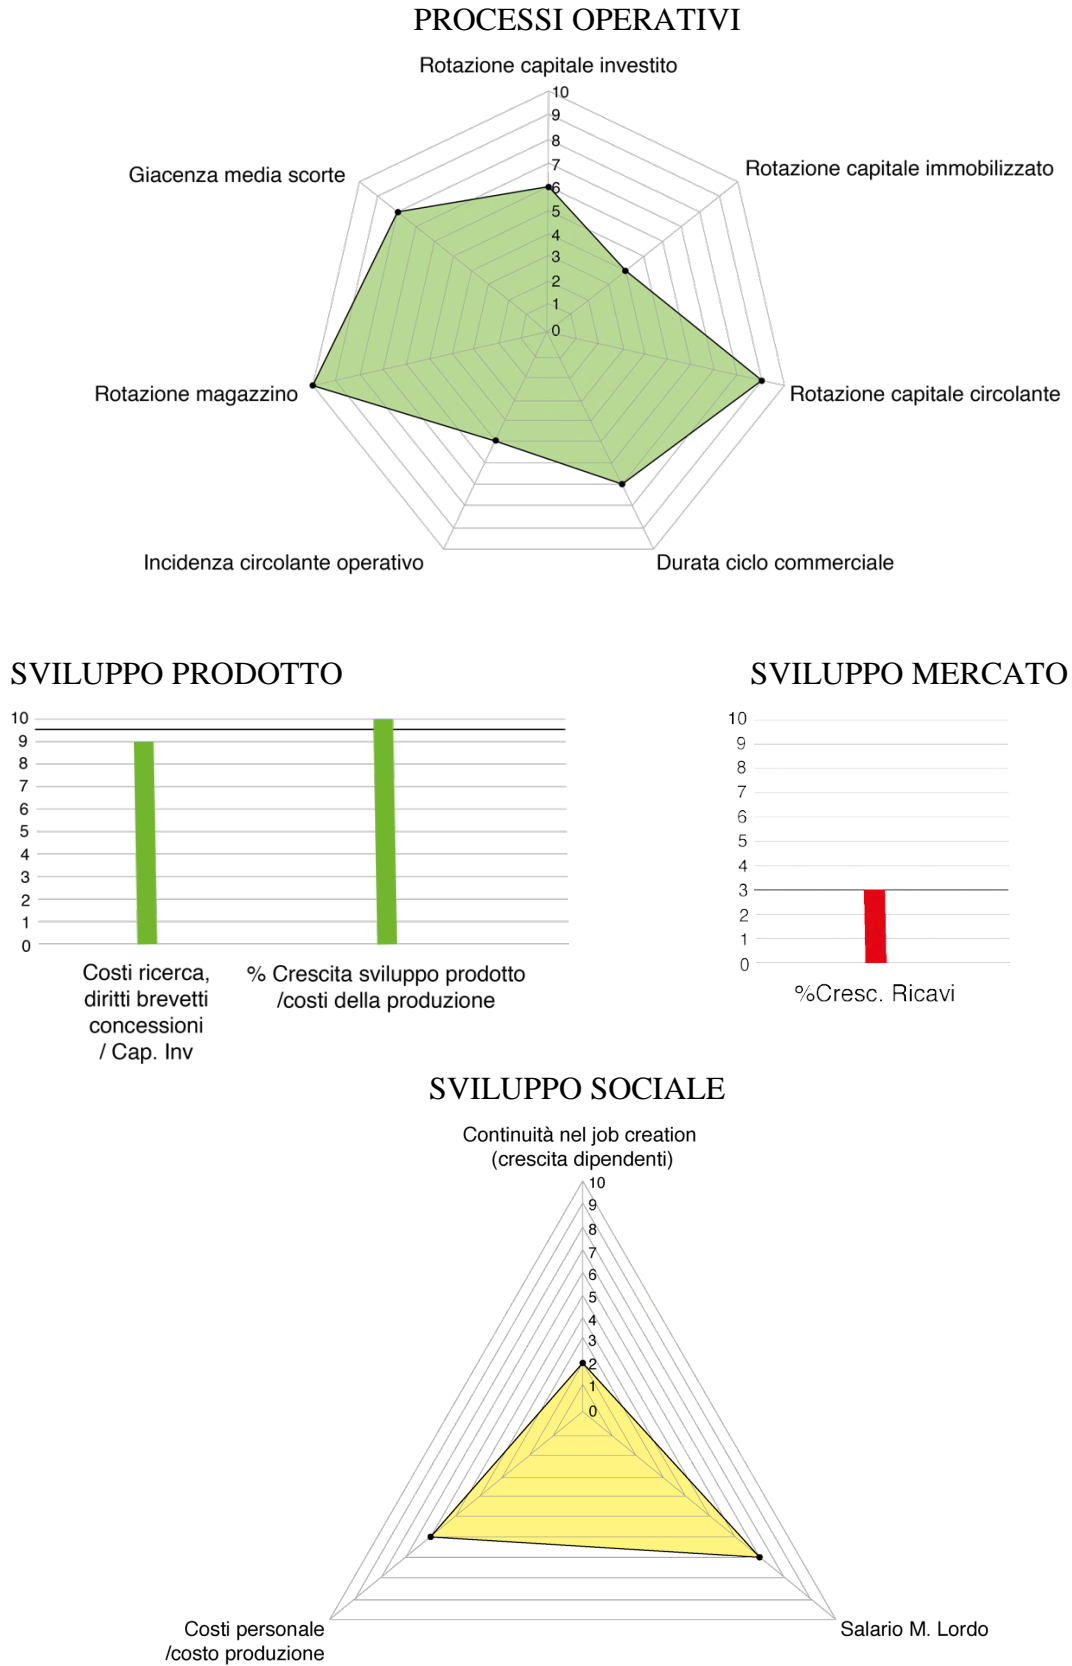 PROCESSI OPERATIVI
Rotazione capitale investito
10
9
8
7
6
5
4
3
2
1
0
Giacenza media scorte
Rotazione capitale immobilizzato
Rotazione magazzino
Rotazione capitale circolante
Incidenza circolante operativo
Durata ciclo commerciale
SVILUPPO PRODOTTO
10
9
8
7
6
5
4
3
2
1
0
Costi ricerca,
diritti brevetti
concessioni
/ Cap. Inv
% Crescita sviluppo prodotto
/costi della produzione
SVILUPPO MERCATO
10
9
8
7
6
5
4
3
2
1
0
%Cresc. Ricavi
SVILUPPO SOCIALE
Continuità nel job creation
(crescita dipendenti)
10
9
8
7
6
5
4
3
2
1
0
Costi personale
/costo produzione
Salario M. Lordo